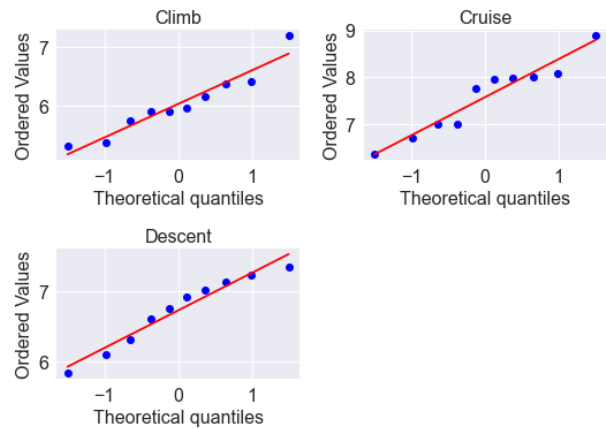 Climb
Ordered Values
7
6
−1 0 1
Theoretical quantiles
Cruise
Ordered Values
9
8
7
−1 0 1
Theoretical quantiles
Descent
Ordered Values
7
6
−1 0 1
Theoretical quantiles